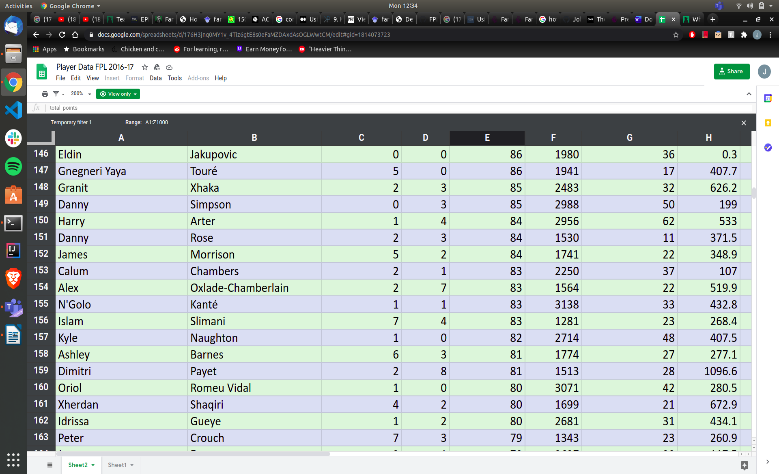 Activities Google Chrome Mon 12:34
docs.google.com/spreadsheets/d/
Apps Bookmarks Chicken and c... For learning, r... Earn Money fo... "Heavier Thin...
Player Data FPL 2016-17 Share J
File Edit View Insert Format Data Tools Add-ons Help
200% View only
fx total points
Temporary filter 1 Range: A1:Z1000
A B C D E F G H
146 Eldin Jakupovic 0 0 86 1980 36 0.3
147 Gnegneri Yaya Touré 5 0 86 1941 17 407.7
148 Granit Xhaka 2 3 85 2483 32 626.2
149 Danny Simpson 0 3 85 2988 50 199
150 Harry Arter 1 4 84 2956 62 533
151 Danny Rose 2 3 84 1530 11 371.5
152 James Morrison 5 2 84 1741 22 348.9
153 Calum Chambers 2 1 83 2250 37 107
154 Alex Oxlade-Chamberlain 2 7 83 1564 22 519.9
155 N'Golo Kanté 1 1 83 3138 33 432.8
156 Islam Slimani 7 4 83 1281 23 268.4
157 Kyle Naughton 1 0 82 2714 48 407.5
158 Ashley Barnes 6 3 81 1774 27 277.1
159 Dimitri Payet 2 8 81 1513 28 1096.6
160 Oriol Romeu Vidal 1 0 80 3071 42 280.5
161 Xherdan Shaqiri 4 2 80 1699 21 672.9
162 Idrissa Gueye 1 2 80 2681 31 434.1
163 Peter Crouch 7 3 79 1343 23 260.9
Sheet2 Sheet1